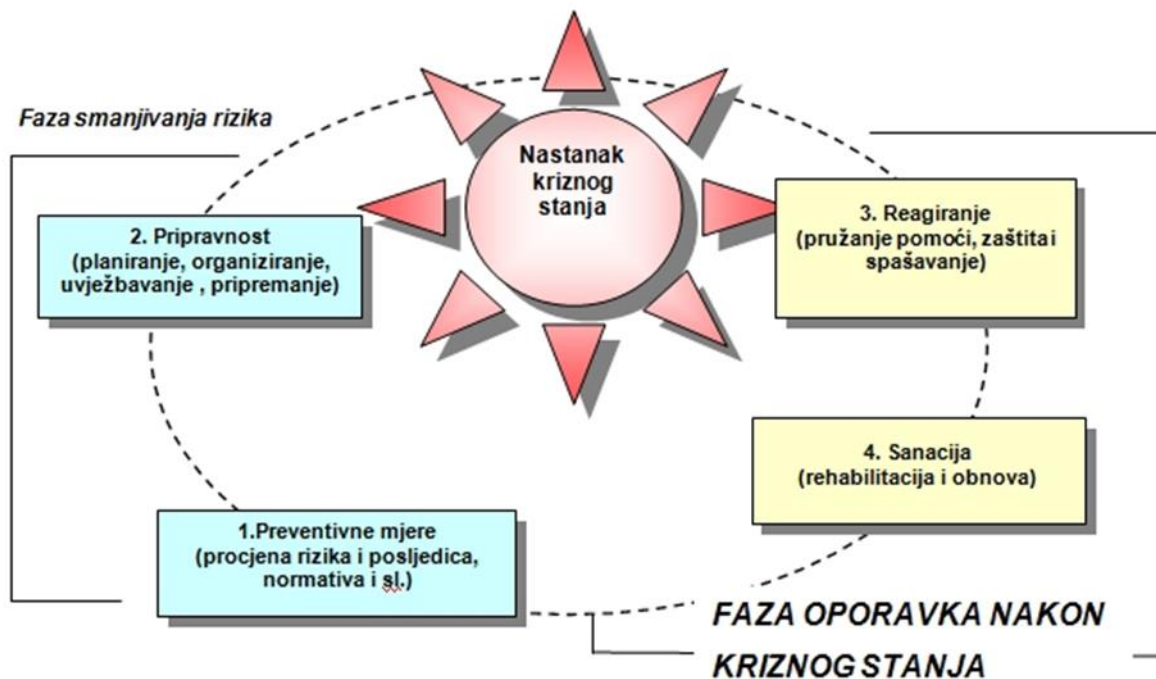 Faza smanjivanja rizika
Nastanak
kriznog
stanja
2. Pripravnost
(planiranje, organiziranje,
uvježbavanje , pripremanje)
3. Reagiranje
(pružanje pomoći, zaštita i
spašavanje)
4. Sanacija
(rehabilitacija i obnova)
1.Preventivne mjere
(procjena rizika i posljedica,
normativa i sl.)
FAZA OPORAVKA NAKON
KRIZNOG STANJA